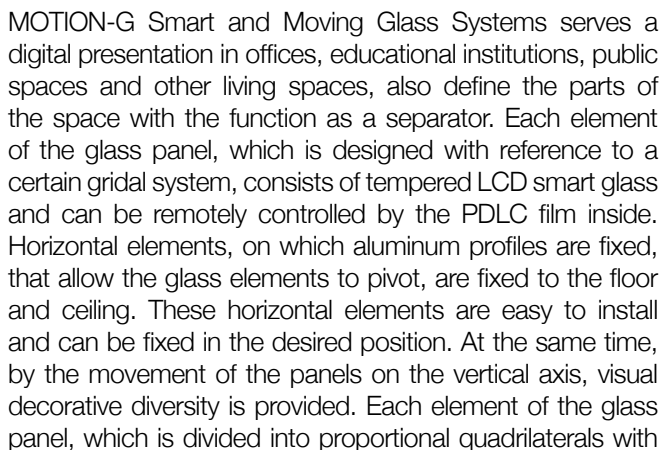 MOTION-G Smart and Moving Glass Systems serves a
digital presentation in offices, educational institutions, public
spaces and other living spaces, also define the parts of
the space with the function as a separator. Each element
of the glass panel, which is designed with reference to a
certain gridal system, consists of tempered LCD smart glass
and can be remotely controlled by the PDLC film inside.
Horizontal elements, on which aluminum profiles are fixed,
that allow the glass elements to pivot, are fixed to the floor
and ceiling. These horizontal elements are easy to install
and can be fixed in the desired position. At the same time,
by the movement of the panels on the vertical axis, visual
decorative diversity is provided. Each element of the glass
panel, which is divided into proportional quadrilaterals with